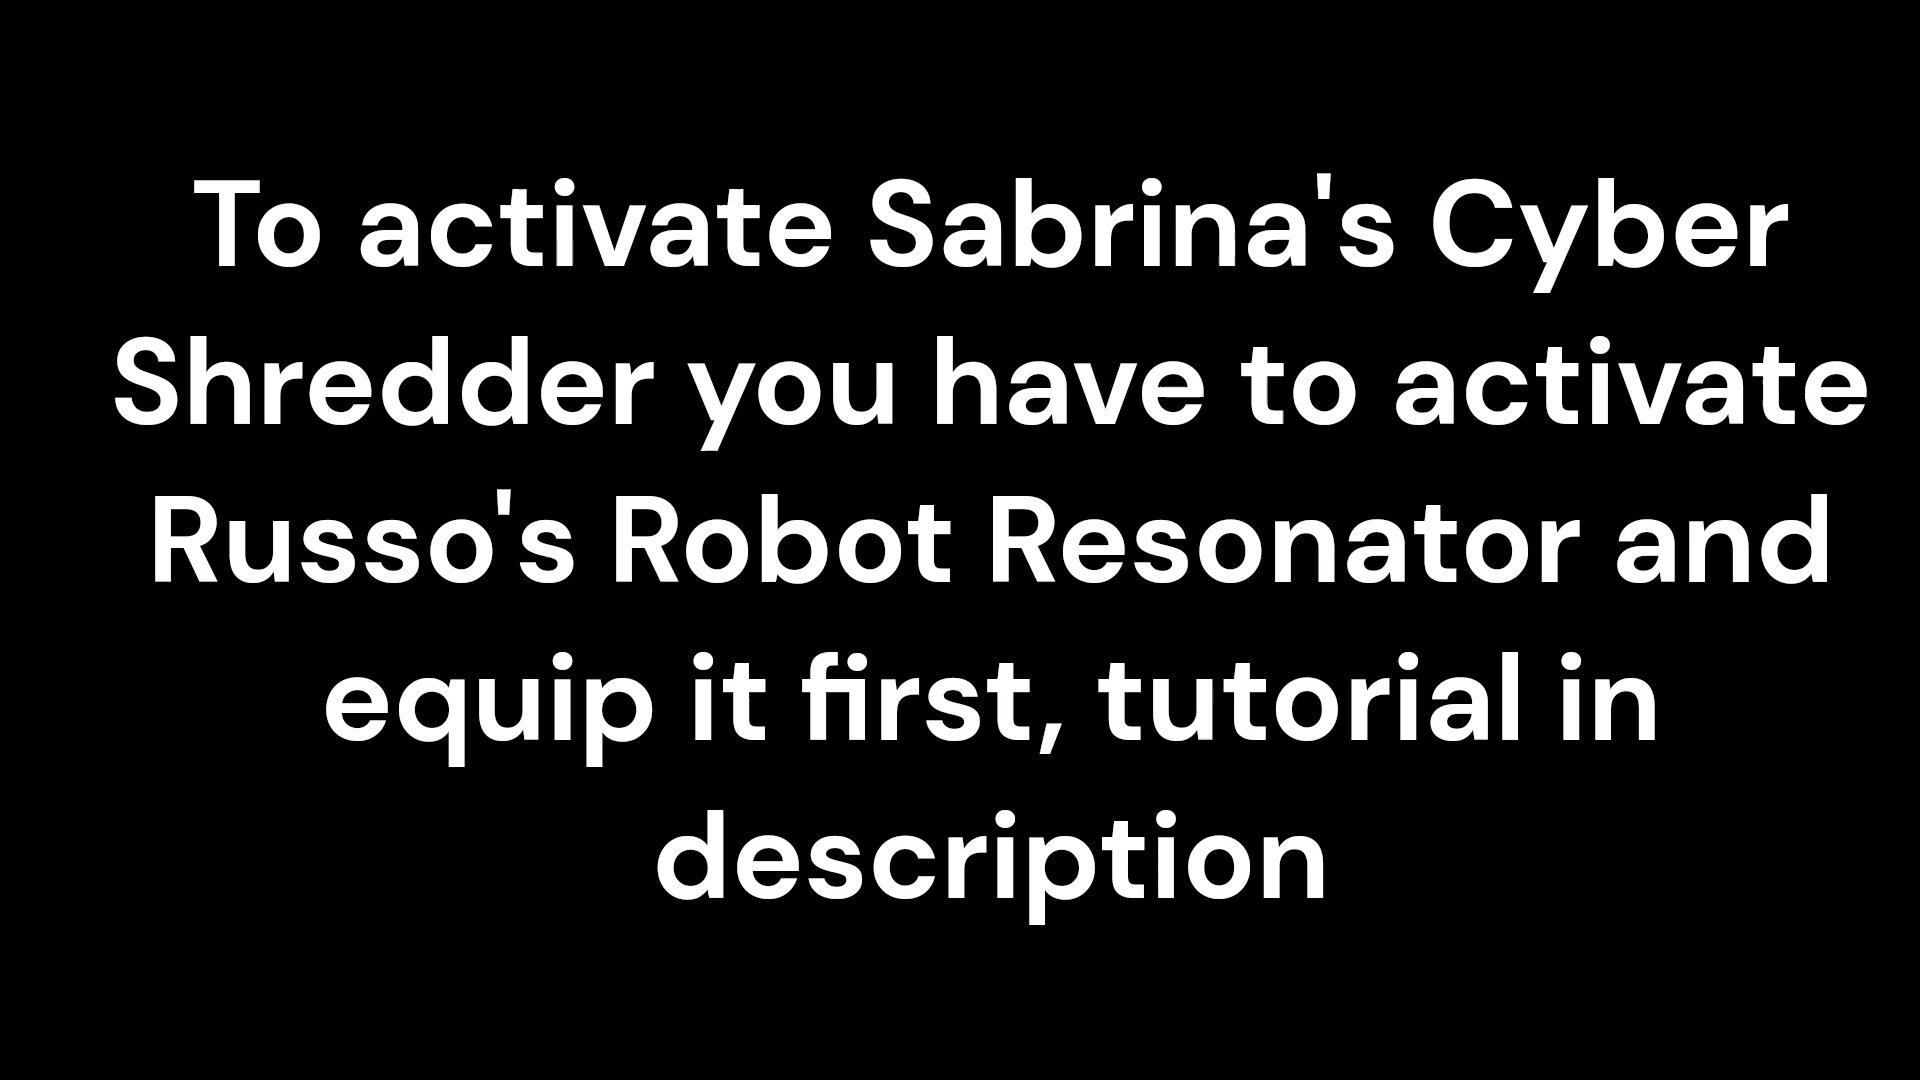 To activate Sabrina's Cyber
Shredder you have to activate
Russo's Robot Resonator and
equip it first, tutorial in
description